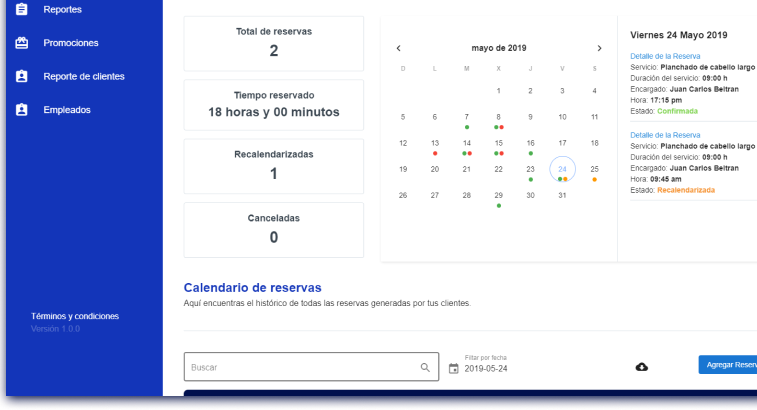 Reportes
Promociones
Reporte de clientes
Empleados
Términos y condiciones
Versión 1.0.0
Total de reservas
2
Tiempo reservado
18 horas y 00 minutos
Recalendarizadas
1
Canceladas
0
mayo de 2019
D L M X J V S
1 2 3 4
5 6 7 8 9 10 11
12 13 14 15 16 17 18
19 20 21 22 23 24 25
26 27 28 29 30 31
Viernes 24 Mayo 2019
Detalle de la Reserva
Servicio: Planchado de cabello largo
Duración del servicio: 09:00 h
Encargado: Juan Carlos Beltran
Hora: 17:15 pm
Estado: Confirmada
Detalle de la Reserva
Servicio: Planchado de cabello largo
Duración del servicio: 09:00 h
Encargado: Juan Carlos Beltran
Hora: 09:45 am
Estado: Recalendarizada
Calendario de reservas
Aquí encuentras el histórico de todas las reservas generadas por tus clientes.
Buscar
Filtar por fecha
2019-05-24
Agregar Reserv